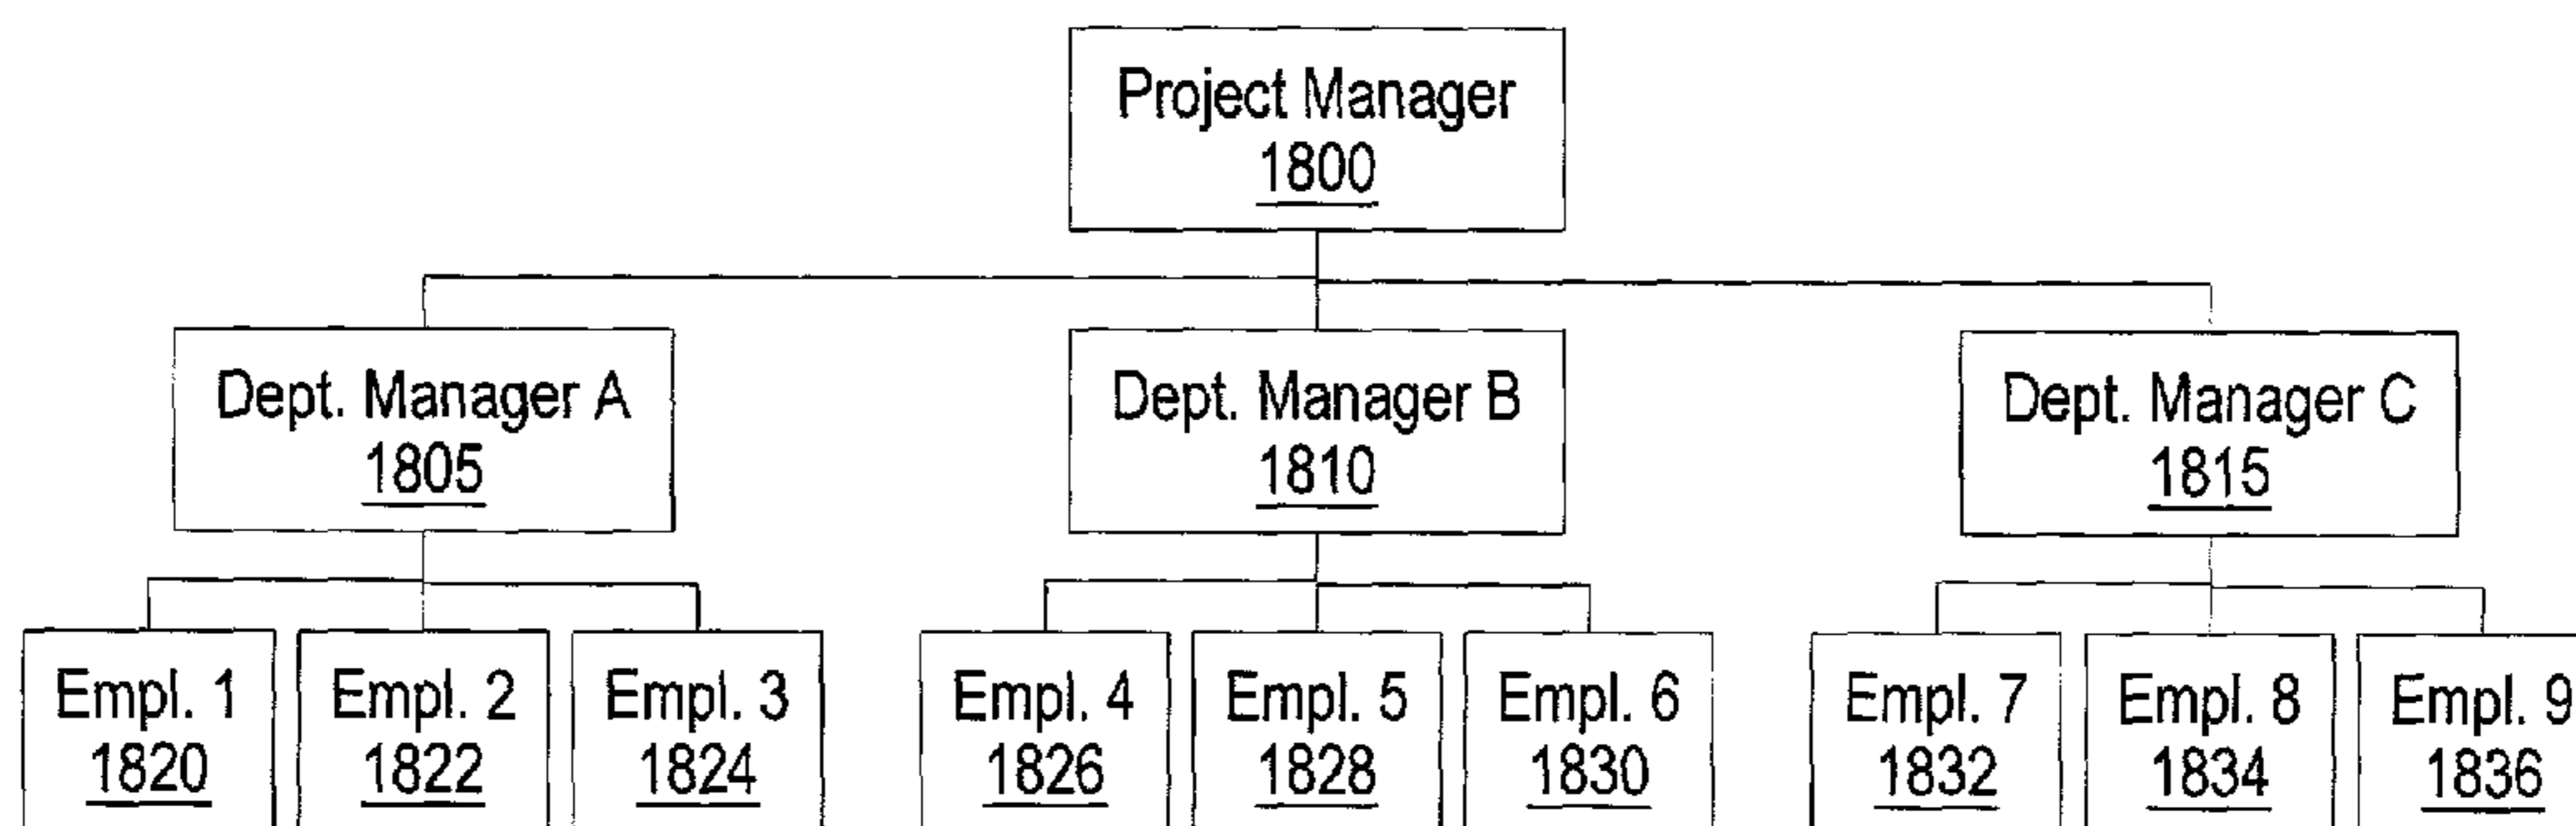 Project Manager
1800
Dept. Manager A
1805
Dept. Manager B
1810
Dept. Manager C
1815
Empl. 1
1820
Empl. 2
1822
Empl. 3
1824
Empl. 4
1826
Empl. 5
1828
Empl. 6
1830
Empl. 7
1832
Empl. 8
1834
Empl. 9
1836